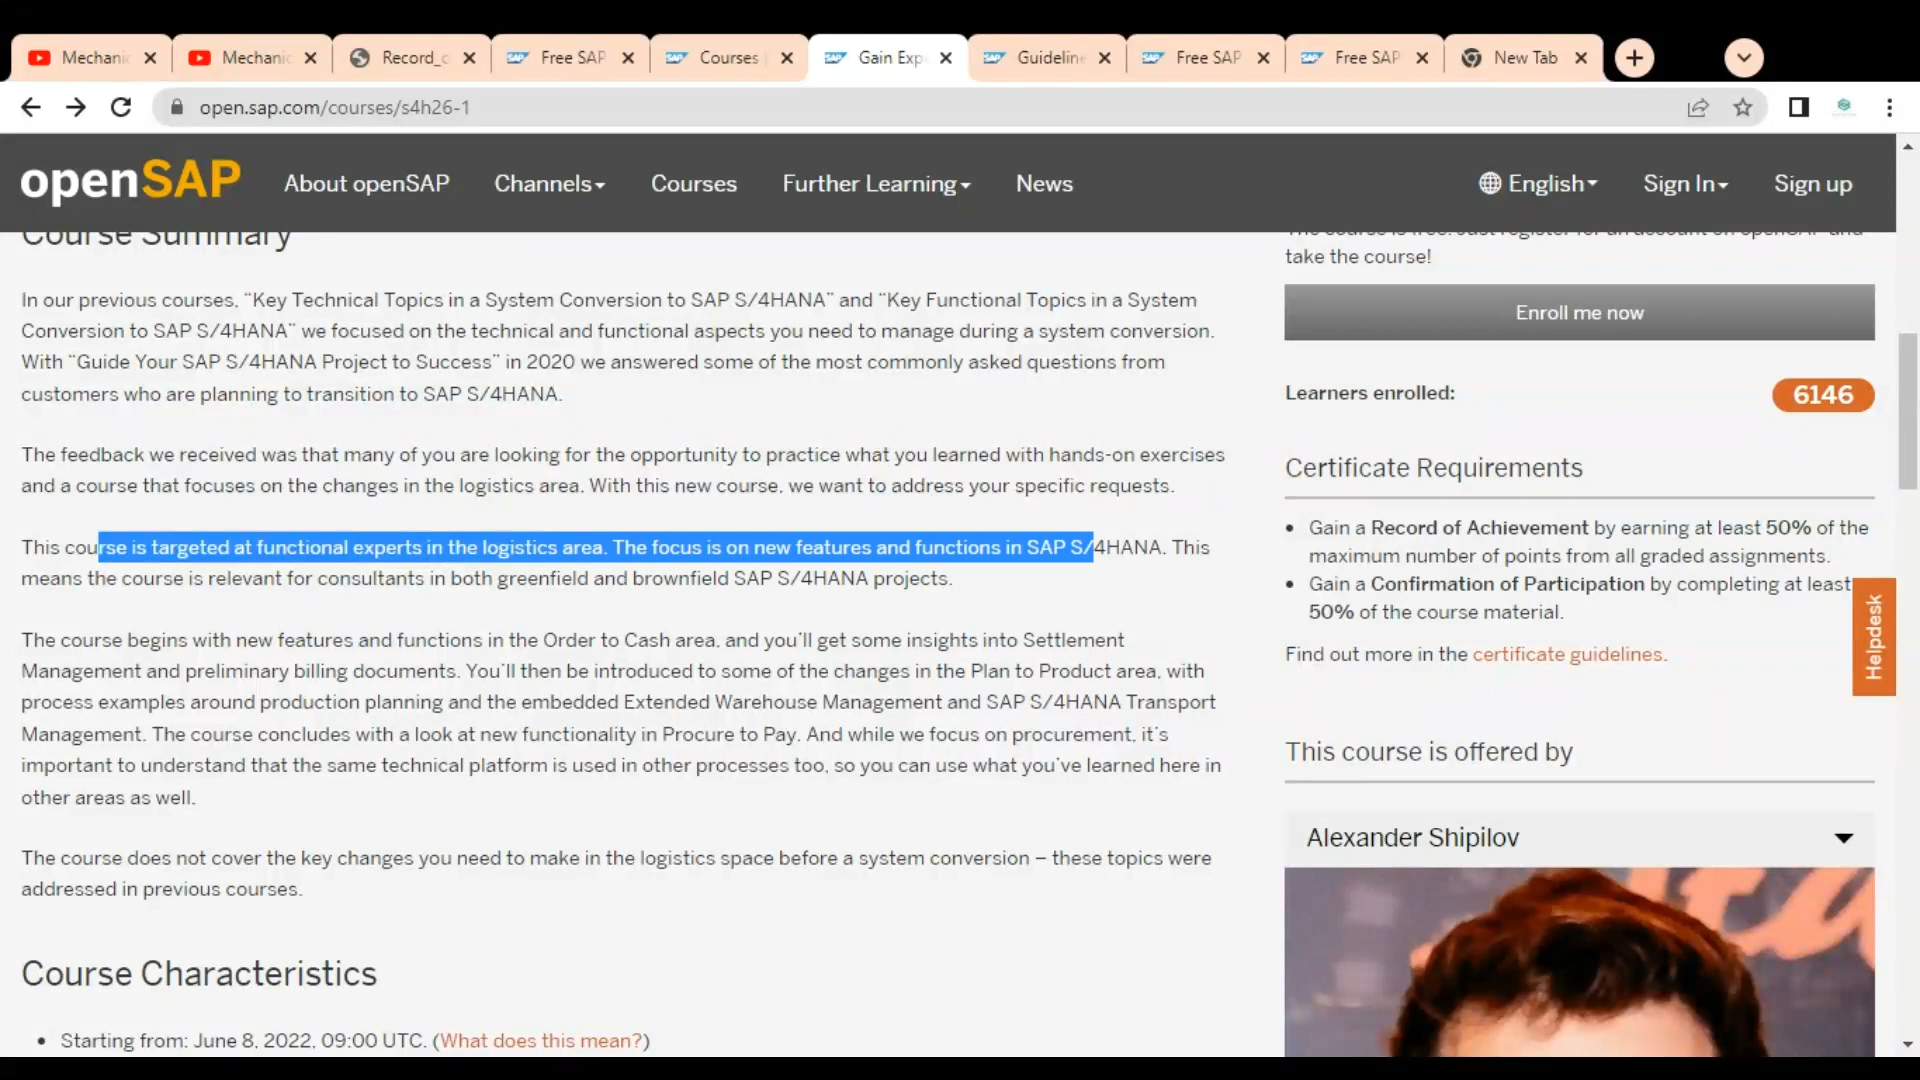 Mechani
Mechanic
Record_c
Free SAP
Courses
Gain Exp
Guideline
Free SAP
Free SAP
New Tab
open.sap.com/courses/s4h26-1
openSAP
About openSAP
Channels
Courses
Further Learning
News
English
Sign In
Sign up
Course Summary
In our previous courses, “Key Technical Topics in a System Conversion to SAP S/4HANA” and “Key Functional Topics in a System
Conversion to SAP S/4HANA” we focused on the technical and functional aspects you need to manage during a system conversion.
With “Guide Your SAP S/4HANA Project to Success” in 2020 we answered some of the most commonly asked questions from
customers who are planning to transition to SAP S/4HANA.
The feedback we received was that many of you are looking for the opportunity to practice what you learned with hands-on exercises
and a course that focuses on the changes in the logistics area. With this new course, we want to address your specific requests.
This course is targeted at functional experts in the logistics area. The focus is on new features and functions in SAP S/4HANA. This
means the course is relevant for consultants in both greenfield and brownfield SAP S/4HANA projects.
The course begins with new features and functions in the Order to Cash area, and you’ll get some insights into Settlement
Management and preliminary billing documents. You’ll then be introduced to some of the changes in the Plan to Product area, with
process examples around production planning and the embedded Extended Warehouse Management and SAP S/4HANA Transport
Management. The course concludes with a look at new functionality in Procure to Pay. And while we focus on procurement, it’s
important to understand that the same technical platform is used in other processes too, so you can use what you’ve learned here in
other areas as well.
The course does not cover the key changes you need to make in the logistics space before a system conversion – these topics were
addressed in previous courses.
Course Characteristics
• Starting from: June 8, 2022, 09:00 UTC. (What does this mean?)
The course is free. Just register for an account on openSAP and
take the course!
Enroll me now
Learners enrolled:
6146
Certificate Requirements
• Gain a Record of Achievement by earning at least 50% of the
maximum number of points from all graded assignments.
• Gain a Confirmation of Participation by completing at least
50% of the course material.
Find out more in the certificate guidelines.
Helpdesk
This course is offered by
Alexander Shipilov